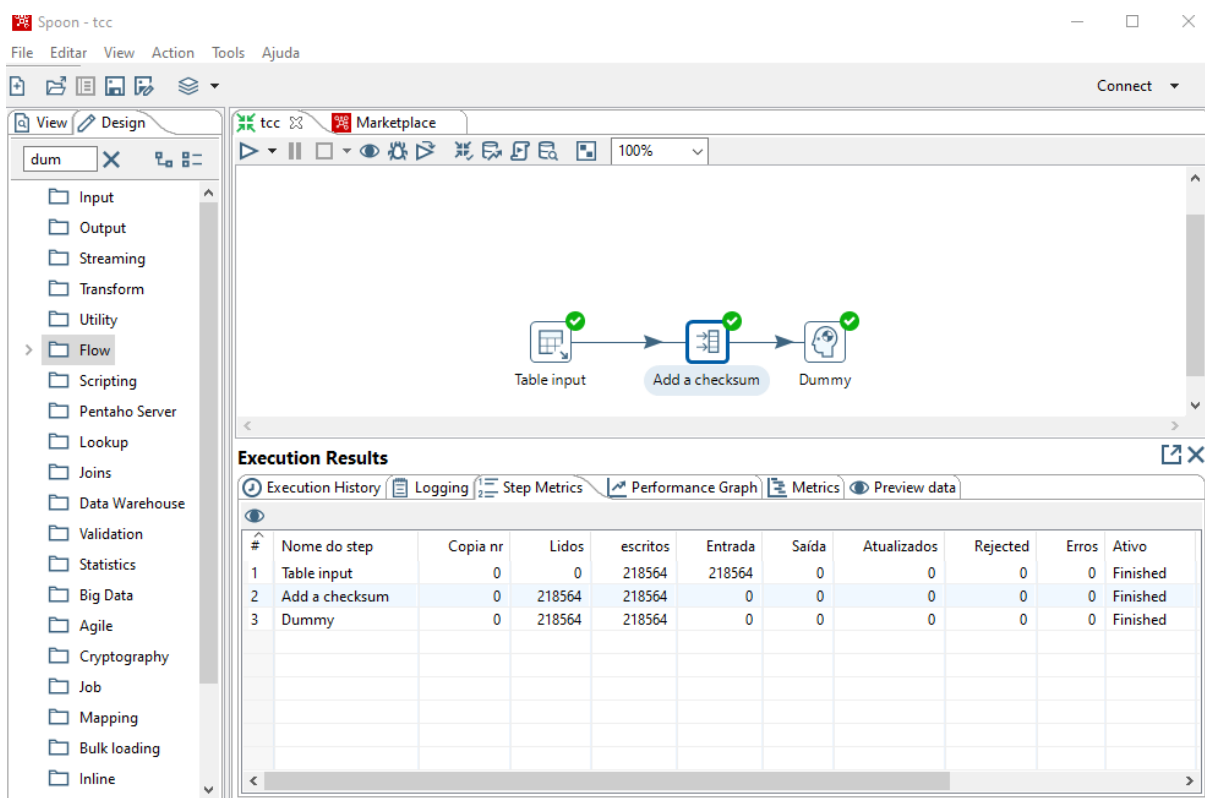 Spoon - tcc
File Editar View Action Tools Ajuda
Connect
View Design
tcc Marketplace
dum
100%
Input
Output
Streaming
Transform
Utility
Flow
Scripting
Pentaho Server
Lookup
Joins
Data Warehouse
Validation
Statistics
Big Data
Agile
Cryptography
Job
Mapping
Bulk loading
Inline
Table input Add a checksum Dummy
Execution Results
Execution History Logging Step Metrics Performance Graph Metrics Preview data
# Nome do step Copia nr Lidos escritos Entrada Saída Atualizados Rejected Erros Ativo
1 Table input 0 0 218564 218564 0 0 0 0 Finished
2 Add a checksum 0 218564 218564 0 0 0 0 0 Finished
3 Dummy 0 218564 218564 0 0 0 0 0 Finished